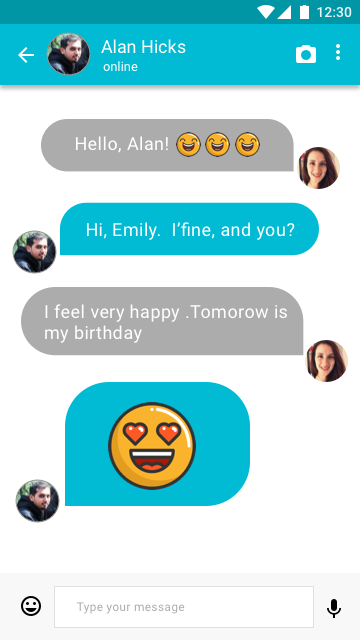 12:30
Alan Hicks
online
Hello, Alan!
Hi, Emily. I'fine, and you?
I feel very happy .Tomorow is
my birthday
Type your message